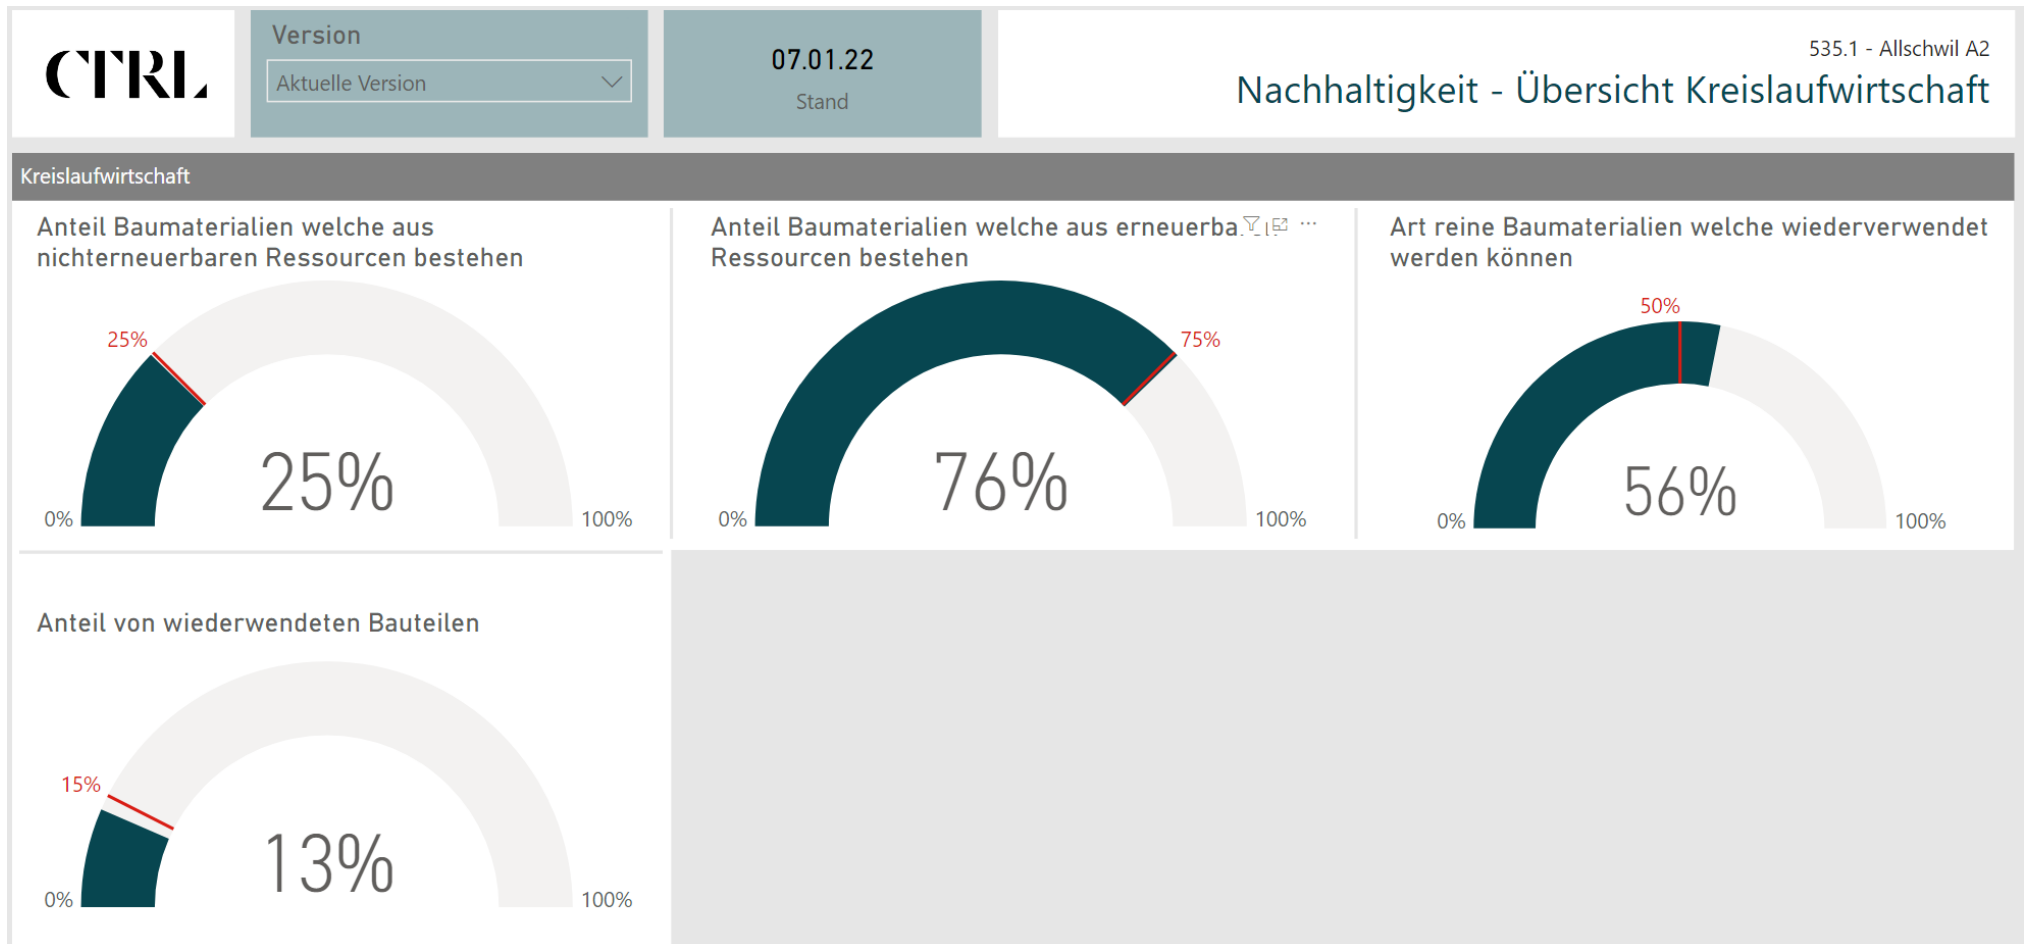 CTRL
Version
Aktuelle Version
07.01.22
Stand
535.1 - Allschwil A2
Nachhaltigkeit - Übersicht Kreislaufwirtschaft
Kreislaufwirtschaft
Anteil Baumaterialien welche aus
nichterneuerbaren Ressourcen bestehen
25%
25%
0%
100%
Anteil Baumaterialien welche aus
Ressourcen bestehen
75%
76%
0%
100%
Art reine Baumaterialien welche wiederverwendet
werden können
50%
56%
0%
100%
Anteil von wiederwendeten Bauteilen
15%
13%
0%
100%